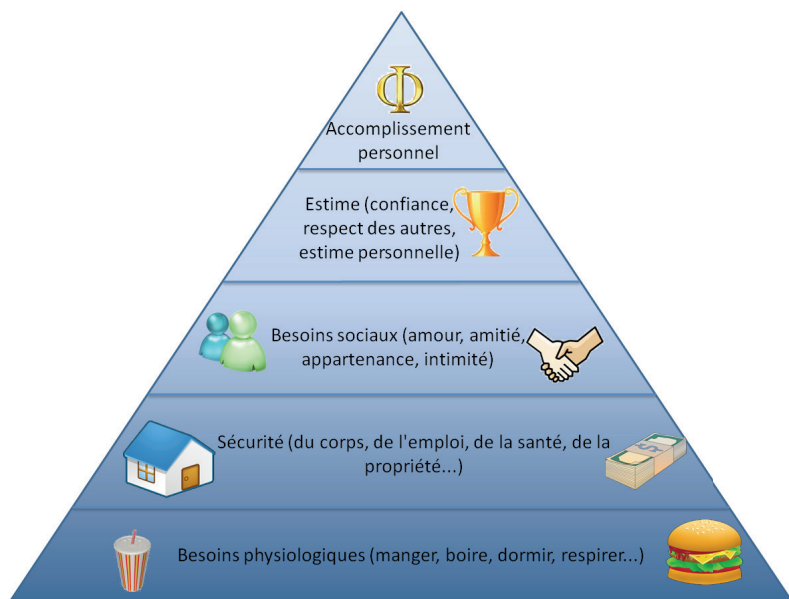 Φ
Accomplissement
personnel
Estime (confiance,
respect des autres,
estime personnelle)
Besoins sociaux (amour, amitié,
appartenance, intimité)
Sécurité (du corps, de l'emploi, de la santé, de la
propriété...)
Besoins physiologiques (manger, boire, dormir, respirer...)